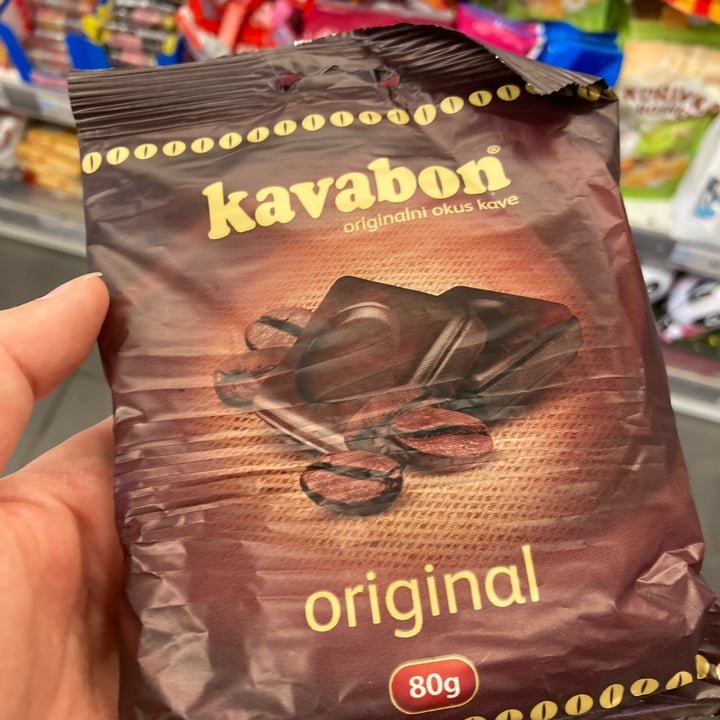 kavabon®
originalni okus kave
original
80g